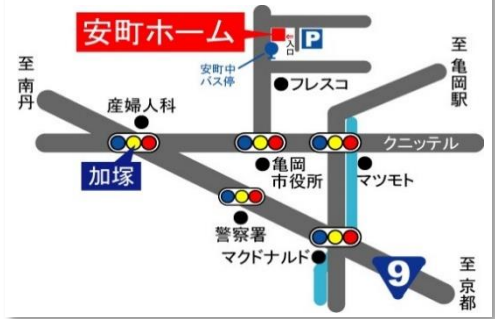 安町ホーム
入口
P
安町中
バス停
至 亀岡駅
至 南丹
フレスコ
産婦人科
クニッテル
加塚
亀岡
市役所
マツモト
警察署
マクドナルド
9
至 京都